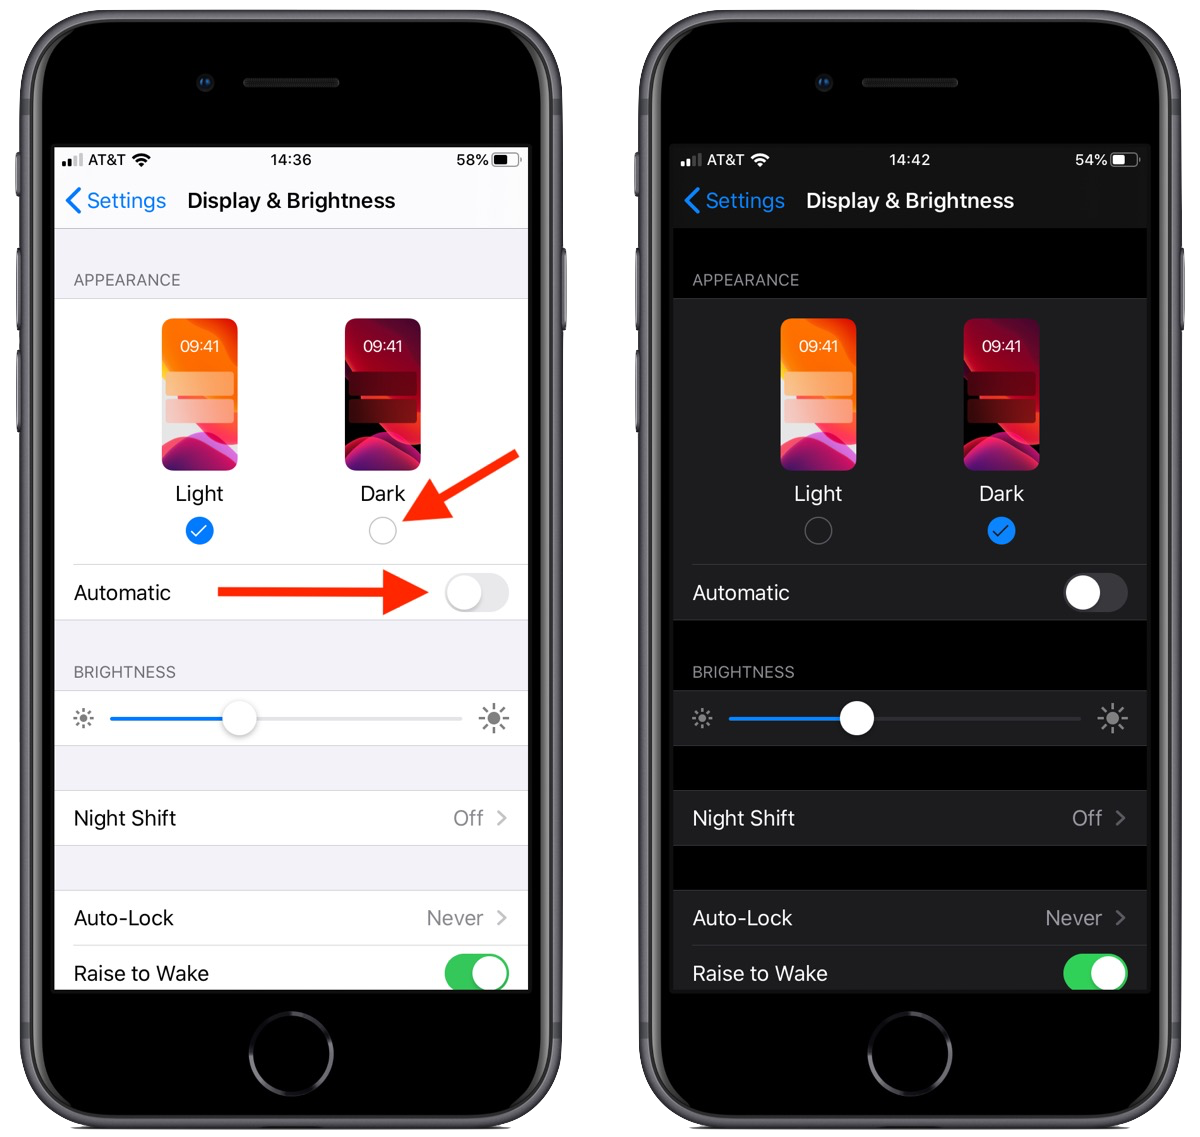 AT&T 14:36 58%
Settings Display & Brightness
APPEARANCE
09:41 09:41
Light Dark
Automatic
BRIGHTNESS
Night Shift Off
Auto-Lock Never
Raise to Wake
AT&T 14:42 54%
Settings Display & Brightness
APPEARANCE
09:41 09:41
Light Dark
Automatic
BRIGHTNESS
Night Shift Off
Auto-Lock Never
Raise to Wake